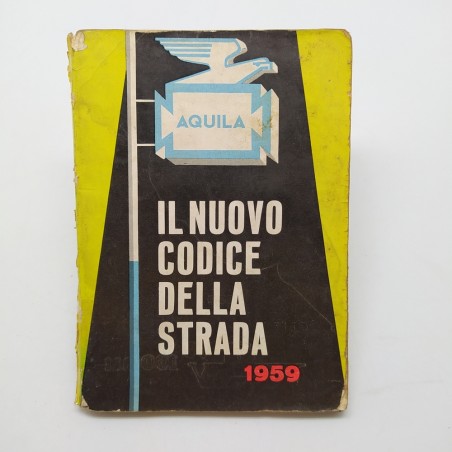 AQUILA
IL NUOVO
CODICE
DELLA
STRADA
1959